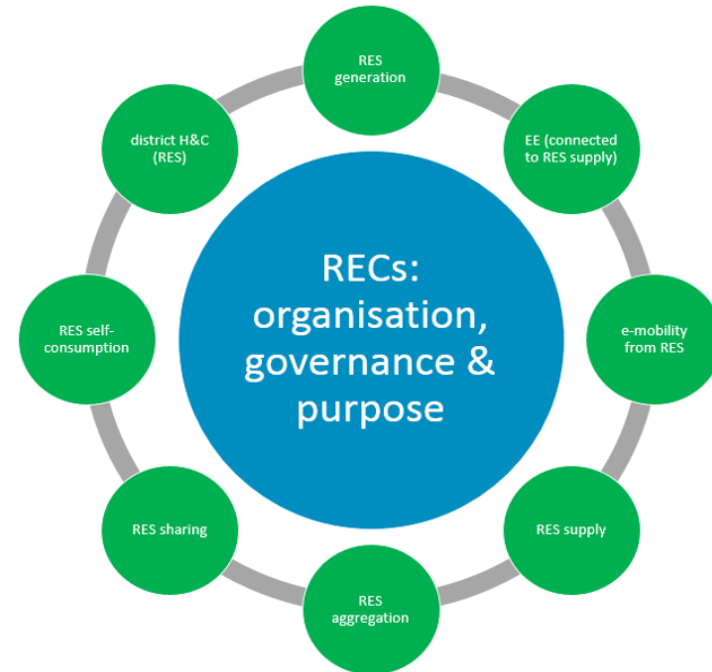 RES
generation
district H&C
(RES)
EE (connected
to RES supply)
RECs:
organisation,
governance &
purpose
RES self-
consumption
e-mobility
from RES
RES sharing
RES supply
RES
aggregation